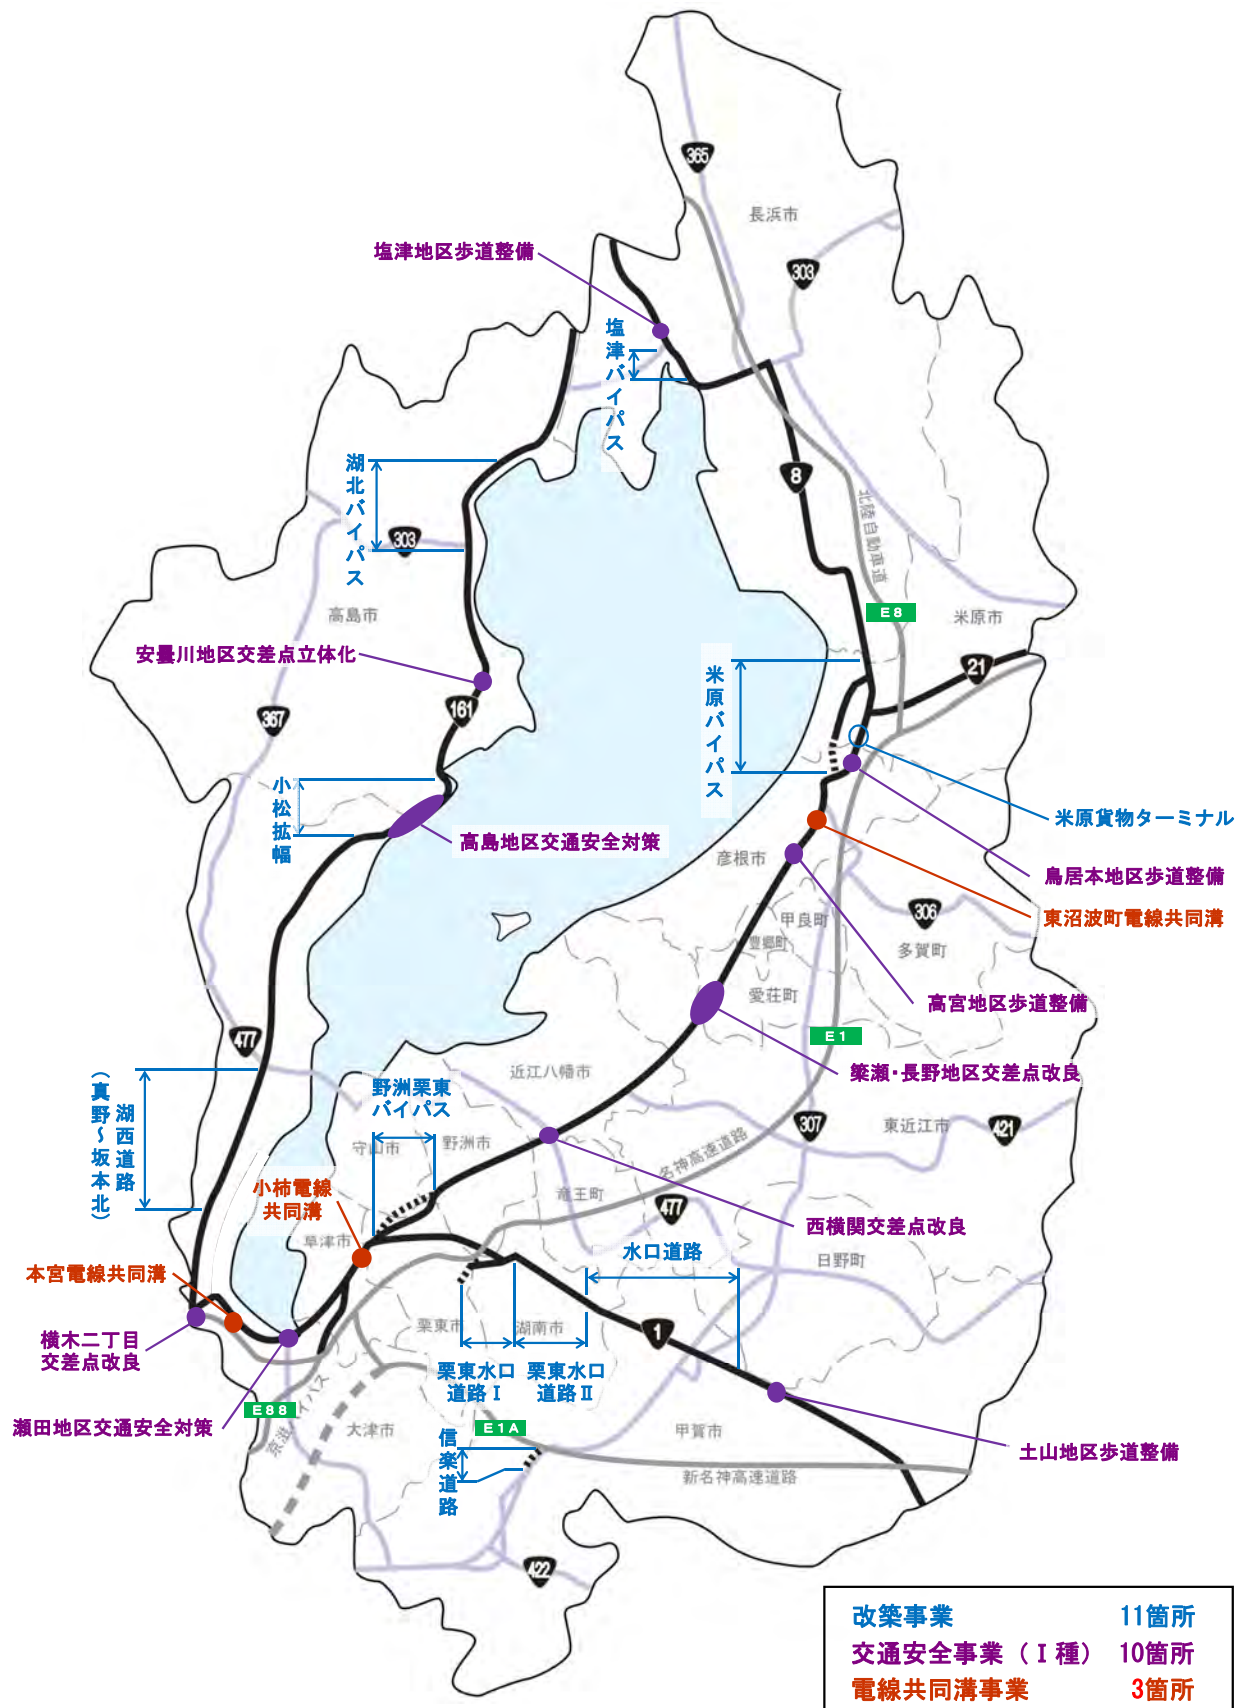 365
長浜市
塩津地区歩道整備
303
塩津バイパス
湖北バイパス
8
北陸自動車道
303
E8
高島市
米原市
安曇川地区交差点立体化
21
米原バイパス
161
367
小松拡幅
米原貨物ターミナル
高島地区交通安全対策
彦根市
鳥居本地区歩道整備
306
甲良町
東沼波町電線共同溝
豊郷町
多賀町
愛荘町
高宮地区歩道整備
E1
477
近江八幡市
簗瀬・長野地区交差点改良
野洲栗東
バイパス
湖西道路
(真野～坂本北)
307
東近江市
421
守山市
野洲市
名神高速道路
小柿電線
共同溝
竜王町
477
西横関交差点改良
草津市
水口道路
日野町
本宮電線共同溝
栗東市
湖南市
1
横木二丁目
交差点改良
栗東水口
道路Ⅰ
栗東水口
道路Ⅱ
E88
瀬田地区交通安全対策
大津市
E1A
甲賀市
信楽道路
土山地区歩道整備
新名神高速道路
422
改築事業 11箇所
交通安全事業（Ⅰ種） 10箇所
電線共同溝事業 3箇所